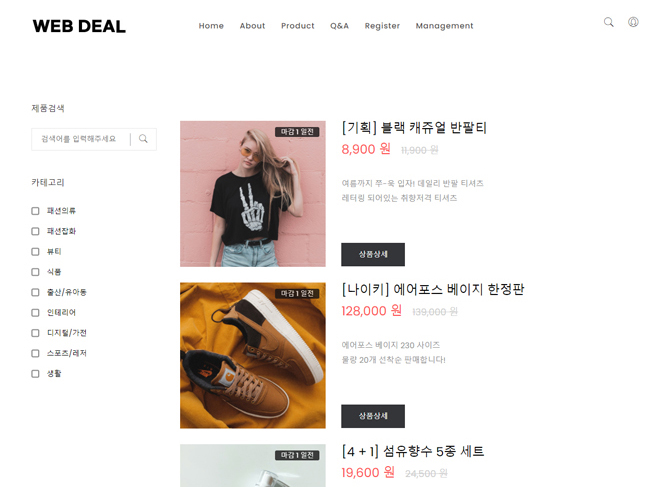 WEB DEAL
Home About Product Q&A Register Management
제품검색
검색어를 입력해주세요
카테고리
패션의류
패션잡화
뷰티
식품
출산/유아동
인테리어
디지털/가전
스포츠/레저
생활
마감 1 일전
[기획] 블랙 캐쥬얼 반팔티
8,900 원 11,900 원
여름까지 쭈-욱 입자! 데일리 반팔 티셔츠
레터링 되어있는 취향저격 티셔츠
상품상세
마감 1 일전
[나이키] 에어포스 베이지 한정판
128,000 원 139,000 원
에어포스 베이지 230 사이즈
물량 20개 선착순 판매합니다!
상품상세
마감 1 일전
[4 + 1] 섬유향수 5종 세트
19,600 원 24,500 원